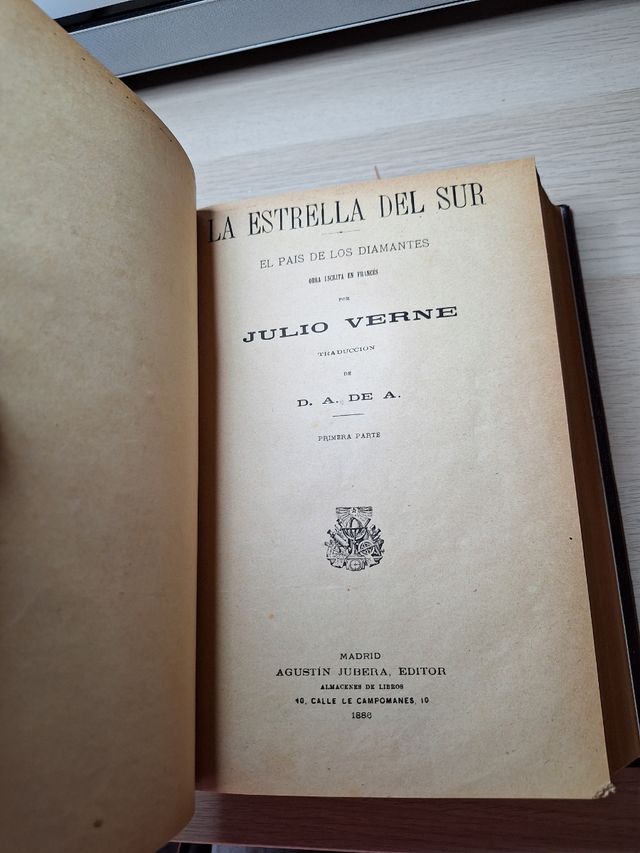 LA ESTRELLA DEL SUR
EL PAIS DE LOS DIAMANTES
OBRA ESCRITA EN FRANCÉS
POR
JULIO VERNE
TRADUCCION
DE
D. A. DE A.
PRIMERA PARTE
MADRID
AGUSTÍN JUBERA, EDITOR
ALMACENES DE LIBROS
10, CALLE DE CAMPOMANES, 10
1886